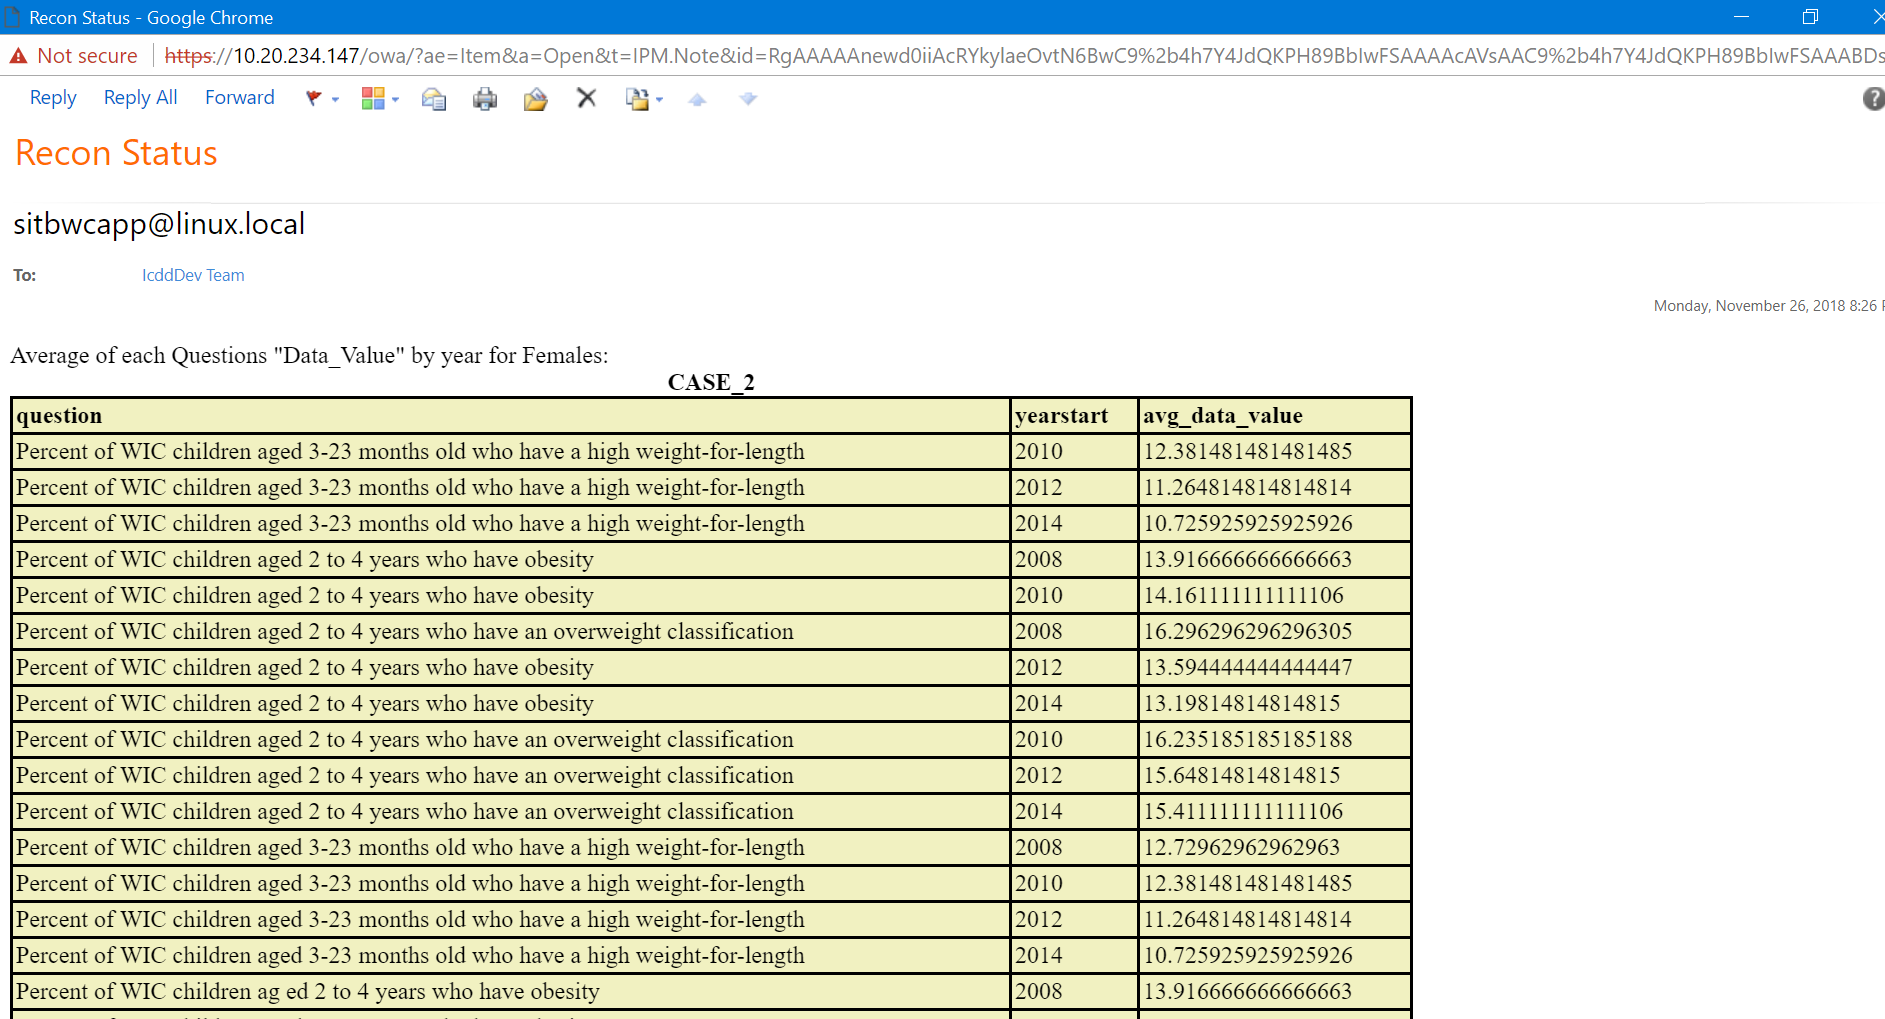 Recon Status - Google Chrome
Not secure https://10.20.234.147/owa/?ae=Item&a=Open&t=IPM.Note&id=RgAAAAAnewd0iiAcRYkylaeOvtN6BwC9%2b4h7Y4JdQKPH89BbIwFSAAAAcAVsAAC9%2b4h7Y4JdQKPH89BbIwFSAAABDs
Reply Reply All Forward
Recon Status
sitbwcapp@linux.local
To: IcddDev Team
Monday, November 26, 2018 8:26
Average of each Questions "Data_Value" by year for Females:
CASE_2
question yearstart avg_data_value
Percent of WIC children aged 3-23 months old who have a high weight-for-length 2010 12.381481481481485
Percent of WIC children aged 3-23 months old who have a high weight-for-length 2012 11.264814814814814
Percent of WIC children aged 3-23 months old who have a high weight-for-length 2014 10.725925925925926
Percent of WIC children aged 2 to 4 years who have obesity 2008 13.916666666666663
Percent of WIC children aged 2 to 4 years who have obesity 2010 14.161111111111106
Percent of WIC children aged 2 to 4 years who have an overweight classification 2008 16.296296296296305
Percent of WIC children aged 2 to 4 years who have obesity 2012 13.594444444444447
Percent of WIC children aged 2 to 4 years who have obesity 2014 13.19814814814815
Percent of WIC children aged 2 to 4 years who have an overweight classification 2010 16.235185185185188
Percent of WIC children aged 2 to 4 years who have an overweight classification 2012 15.64814814814815
Percent of WIC children aged 2 to 4 years who have an overweight classification 2014 15.411111111111106
Percent of WIC children aged 3-23 months old who have a high weight-for-length 2008 12.72962962962963
Percent of WIC children aged 3-23 months old who have a high weight-for-length 2010 12.381481481481485
Percent of WIC children aged 3-23 months old who have a high weight-for-length 2012 11.264814814814814
Percent of WIC children aged 3-23 months old who have a high weight-for-length 2014 10.725925925925926
Percent of WIC children ag ed 2 to 4 years who have obesity 2008 13.916666666666663